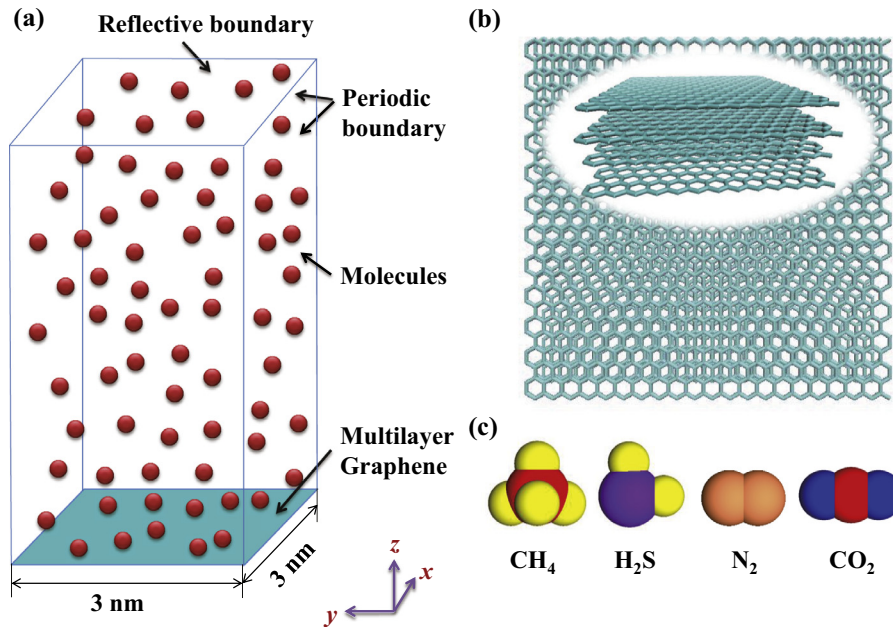 (a)
Reflective boundary
Periodic
boundary
Molecules
Multilayer
Graphene
3 nm
3 nm
z
x
y
(b)
(c)
CH₄
H₂S
N₂
CO₂